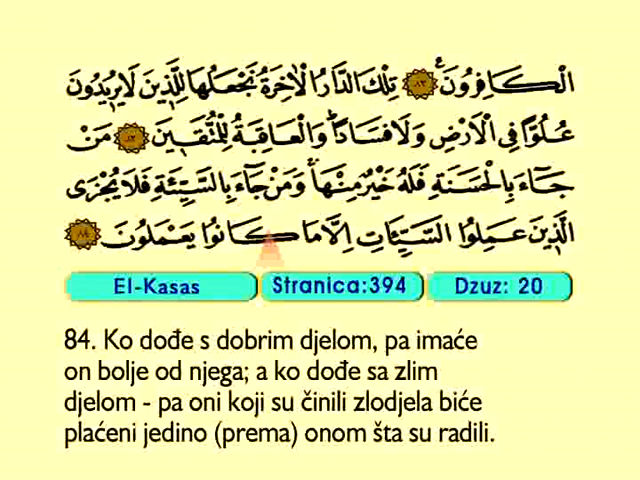 الْكَافِرُونَ ﴿٨٢﴾ تِلْكَ الدَّارُ الْاٰخِرَةُ نَجْعَلُهَا لِلَّذِينَ لَا يُرِيدُونَ
عُلُوًّا فِي الْاَرْضِ وَلَا فَسَادًا وَالْعَاقِبَةُ لِلْمُتَّقِينَ ﴿٨٣﴾ مَنْ
جَاءَ بِالْحَسَنَةِ فَلَهُ خَيْرٌ مِنْهَا وَمَنْ جَاءَ بِالسَّيِّئَةِ فَلَا يُجْزَى
الَّذِينَ عَمِلُوا السَّيِّئَاتِ اِلَّا مَا كَانُوا يَعْمَلُونَ ﴿٨٤﴾
El-Kasas Stranica:394 Dzuz: 20
84. Ko dođe s dobrim djelom, pa imaće
on bolje od njega; a ko dođe sa zlim
djelom - pa oni koji su činili zlodjela biće
plaćeni jedino (prema) onom šta su radili.